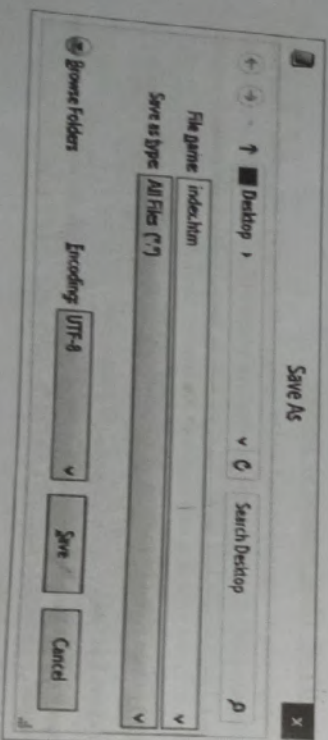 Save As
Desktop
Search Desktop
File name: index.htm
Save as type: All Files (*.*)
Browse Folders
Encoding: UTF-8
Save
Cancel